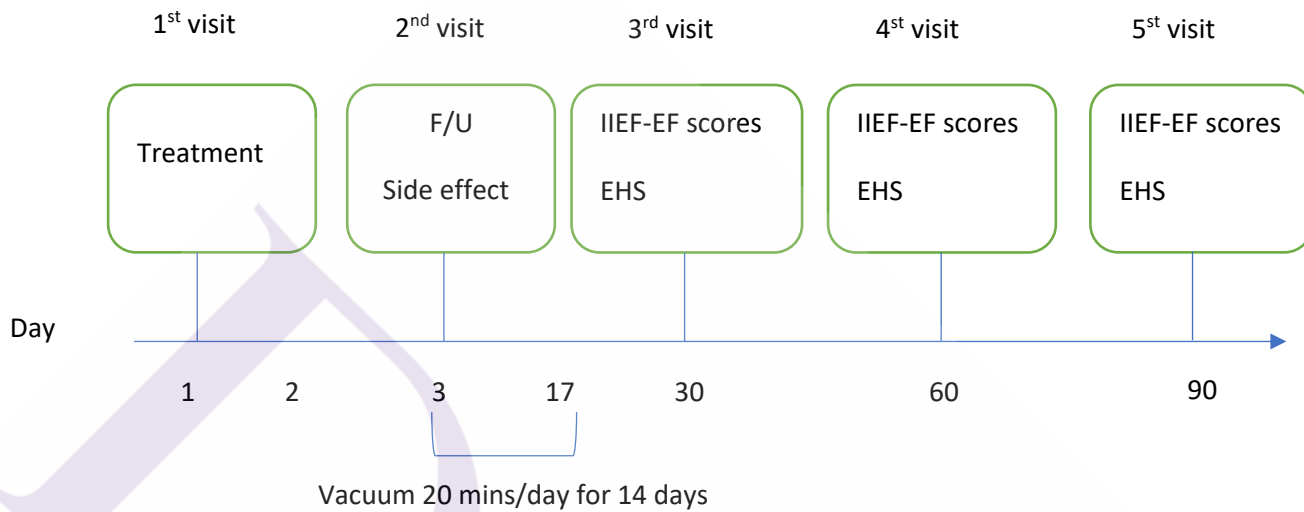 1st visit 2nd visit 3rd visit 4st visit 5st visit
Treatment
F/U
Side effect
IIEF-EF scores
EHS
IIEF-EF scores
EHS
IIEF-EF scores
EHS
Day
1 2 3 17 30 60 90
Vacuum 20 mins/day for 14 days